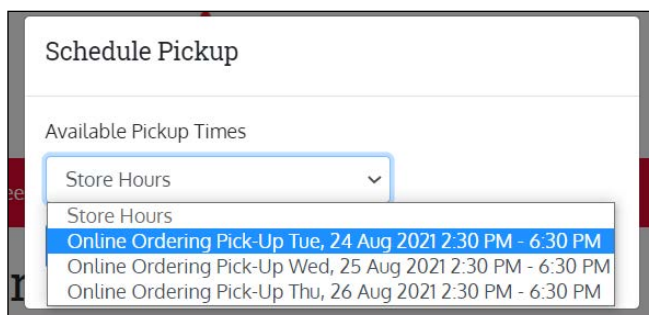 Schedule Pickup
Available Pickup Times
Store Hours
Store Hours
Online Ordering Pick-Up Tue, 24 Aug 2021 2:30 PM - 6:30 PM
Online Ordering Pick-Up Wed, 25 Aug 2021 2:30 PM - 6:30 PM
Online Ordering Pick-Up Thu, 26 Aug 2021 2:30 PM - 6:30 PM